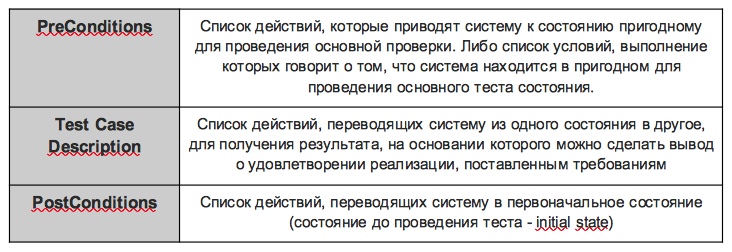 PreConditions
Список действий, которые приводят систему к состоянию пригодному
для проведения основной проверки. Либо список условий, выполнение
которых говорит о том, что система находится в пригодном для
проведения основного теста состояния.
Test Case
Description
Список действий, переводящих систему из одного состояния в другое,
для получения результата, на основании которого можно сделать вывод
о удовлетворении реализации, поставленным требованиям
PostConditions
Список действий, переводящих систему в первоначальное состояние
(состояние до проведения теста - initial state)